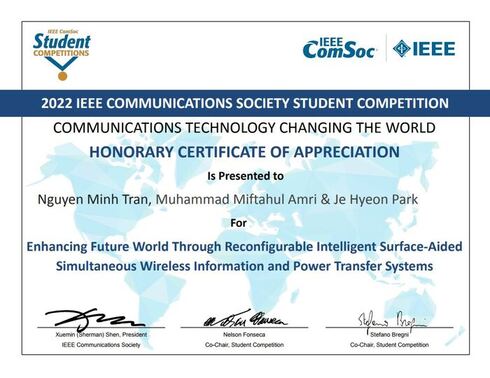 IEEE ComSoc
Student
COMPETITIONS
IEEE
ComSoc
IEEE
2022 IEEE COMMUNICATIONS SOCIETY STUDENT COMPETITION
COMMUNICATIONS TECHNOLOGY CHANGING THE WORLD
HONORARY CERTIFICATE OF APPRECIATION
Is Presented to
Nguyen Minh Tran, Muhammad Miftahul Amri & Je Hyeon Park
For
Enhancing Future World Through Reconfigurable Intelligent Surface-Aided
Simultaneous Wireless Information and Power Transfer Systems
Stefano Bregni
Xuemin (Sherman) Shen, President
Nelson Fonseca
Stefano Bregni
IEEE Communications Society
Co-Chair, Student Competition
Co-Chair, Student Competition